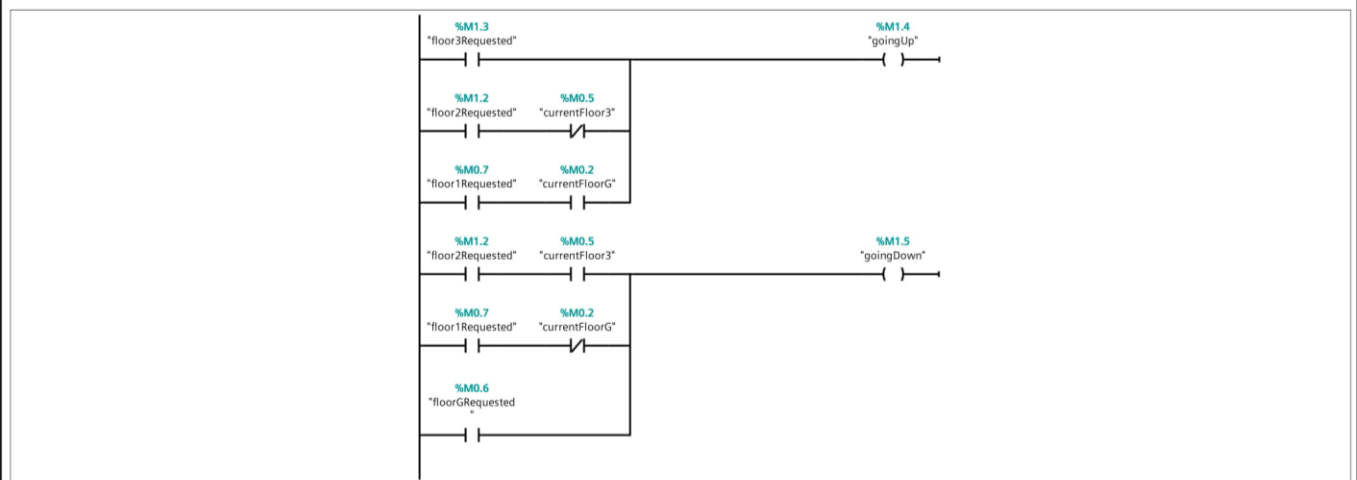 %M1.3
"floor3Requested"
%M1.4
"goingUp"
%M1.2
"floor2Requested"
%M0.5
"currentFloor3"
%M0.7
"floor1Requested"
%M0.2
"currentFloorG"
%M1.2
"floor2Requested"
%M0.5
"currentFloor3"
%M1.5
"goingDown"
%M0.7
"floor1Requested"
%M0.2
"currentFloorG"
%M0.6
"floorGRequested
"